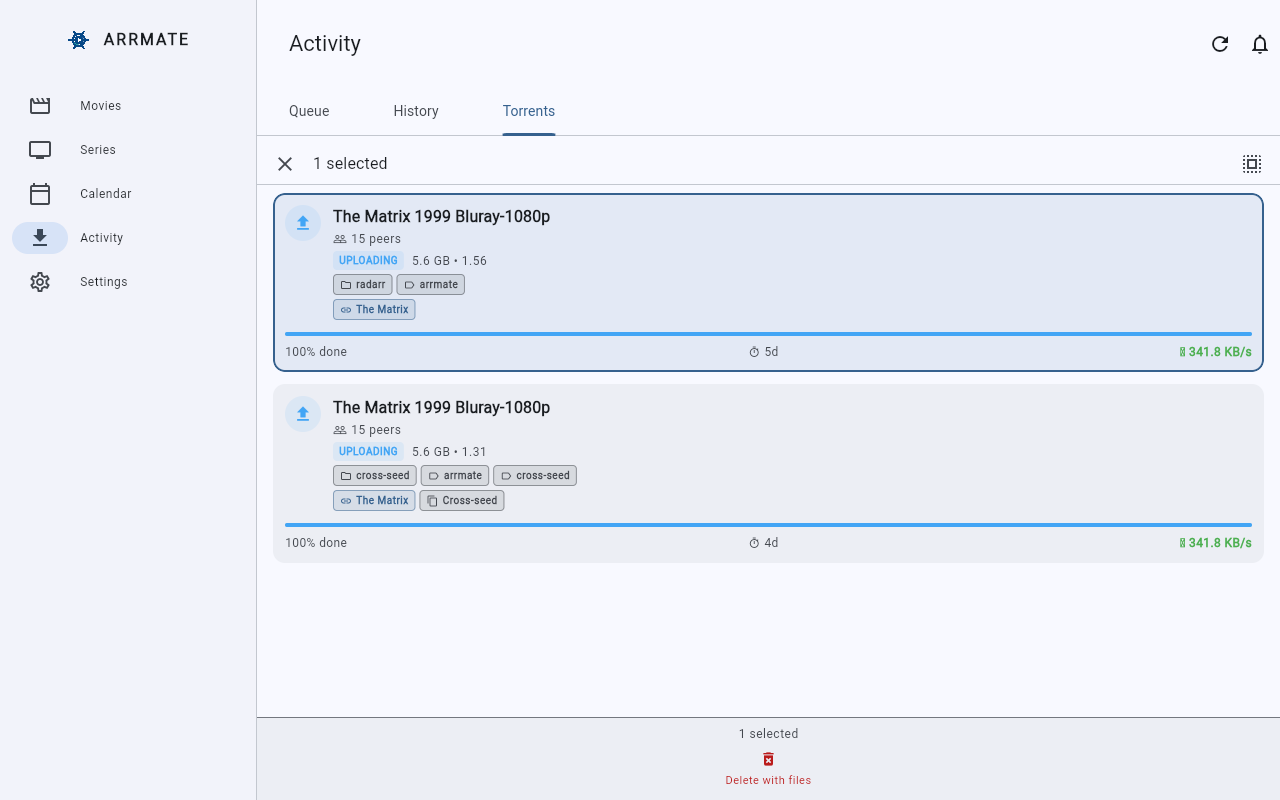 ARRMATE
Movies
Series
Calendar
Activity
Settings
Activity
Queue History Torrents
1 selected
The Matrix 1999 Bluray-1080p
15 peers
UPLOADING 5.6 GB • 1.56
radarr arrmate
The Matrix
100% done 5d 341.8 KB/s
The Matrix 1999 Bluray-1080p
15 peers
UPLOADING 5.6 GB • 1.31
cross-seed arrmate cross-seed
The Matrix Cross-seed
100% done 4d 341.8 KB/s
1 selected
Delete with files